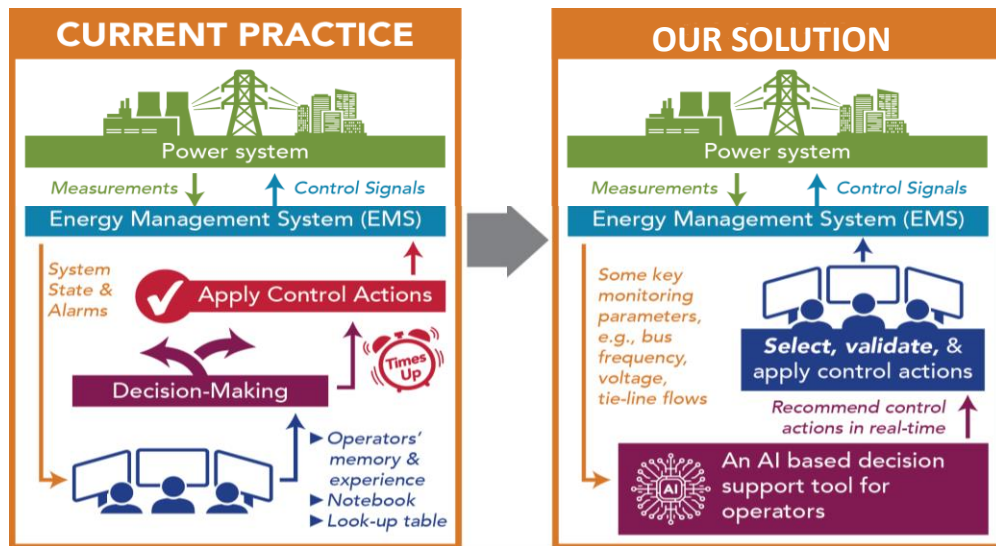 CURRENT PRACTICE
Power system
Measurements
Control Signals
Energy Management System (EMS)
System
State &
Alarms
Apply Control Actions
Times
Up
Decision-Making
Operators'
memory &
experience
Notebook
Look-up table
OUR SOLUTION
Power system
Measurements
Control Signals
Energy Management System (EMS)
Some key
monitoring
parameters,
e.g., bus
frequency,
voltage,
tie-line flows
Select, validate, &
apply control actions
Recommend control
actions in real-time
AI
An AI based decision
support tool for
operators